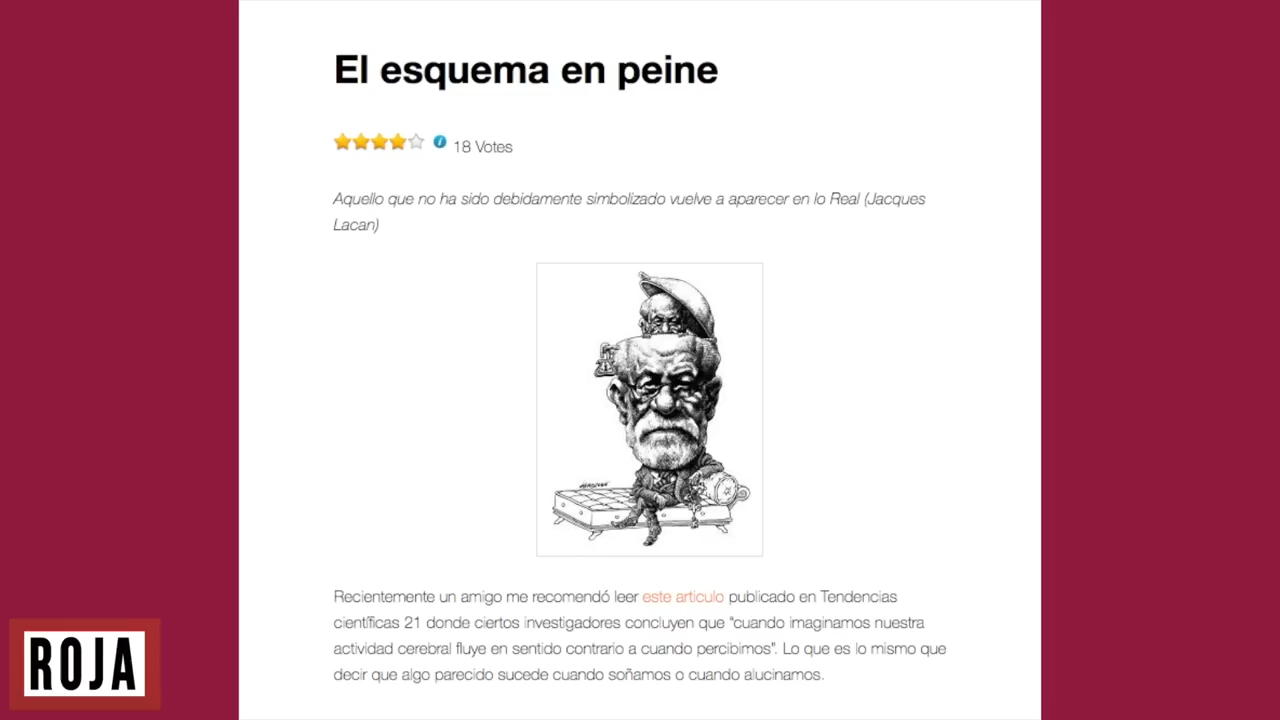 El esquema en peine
18 Votes
Aquello que no ha sido debidamente simbolizado vuelve a aparecer en lo Real (Jacques
Lacan)
Recientemente un amigo me recomendó leer este articulo publicado en Tendencias
científicas 21 donde ciertos investigadores concluyen que “cuando imaginamos nuestra
actividad cerebral fluye en sentido contrario a cuando percibimos”. Lo que es lo mismo que
decir que algo parecido sucede cuando soñamos o cuando alucinamos.
ROJA